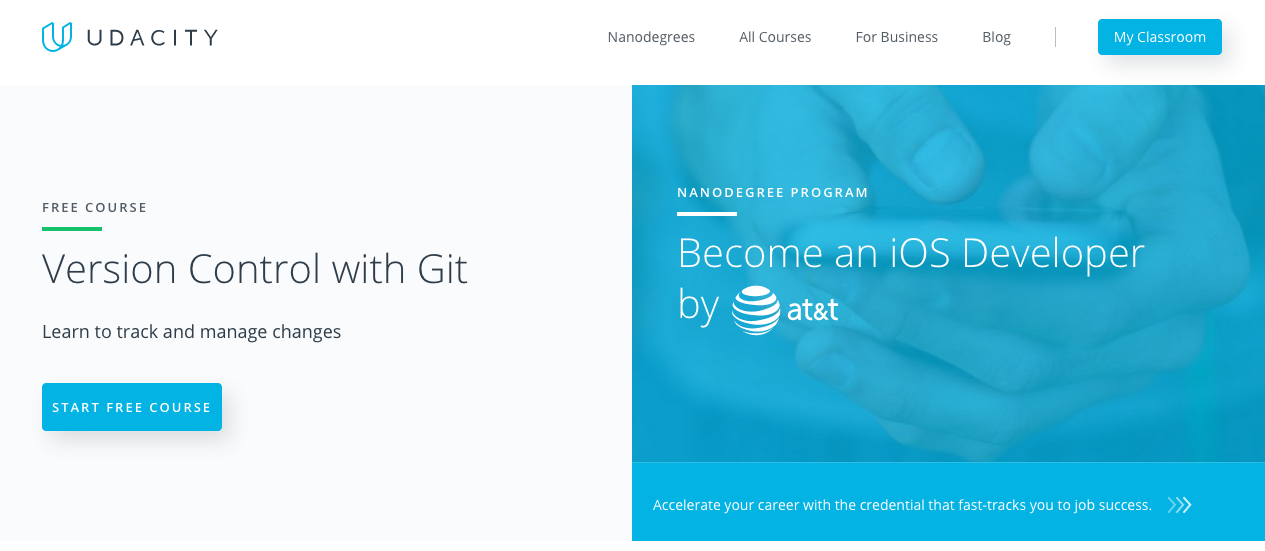 UDACITY
Nanodegrees
All Courses
For Business
Blog
My Classroom
FREE COURSE
Version Control with Git
Learn to track and manage changes
START FREE COURSE
NANODEGREE PROGRAM
Become an iOS Developer
by at&t
Accelerate your career with the credential that fast-tracks you to job success.